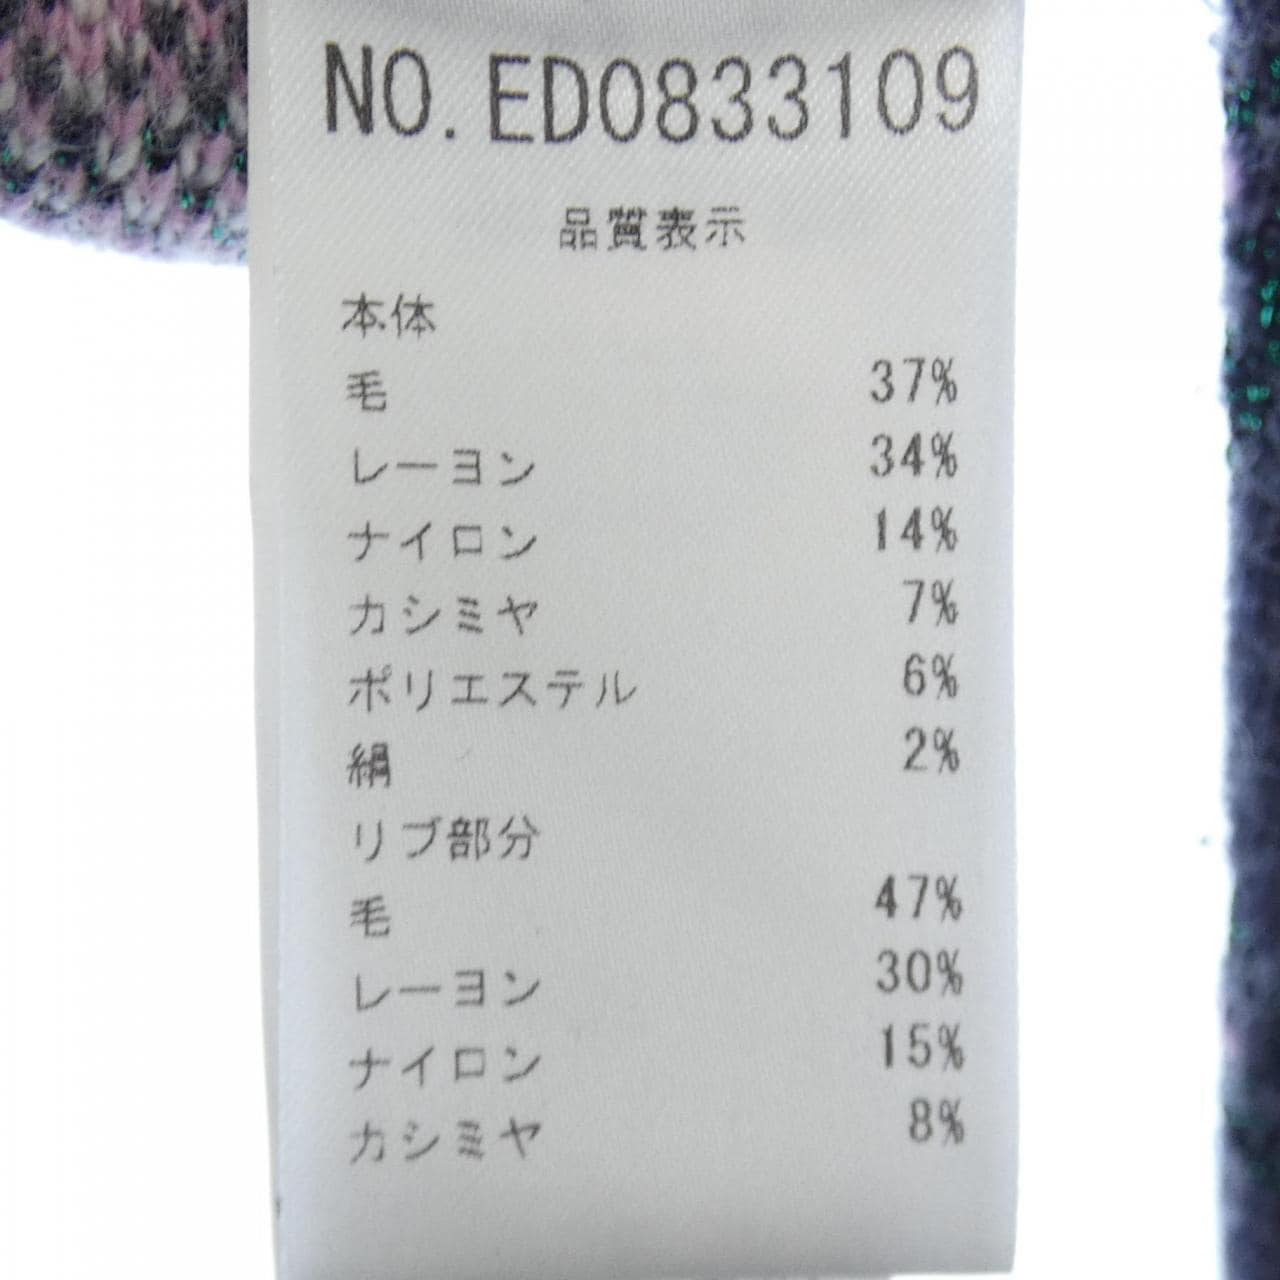 NO.ED0833109
品質表示
本体
毛 37%
レーヨン 34%
ナイロン 14%
カシミヤ 7%
ポリエステル 6%
絹 2%
リブ部分
毛 47%
レーヨン 30%
ナイロン 15%
カシミヤ 8%